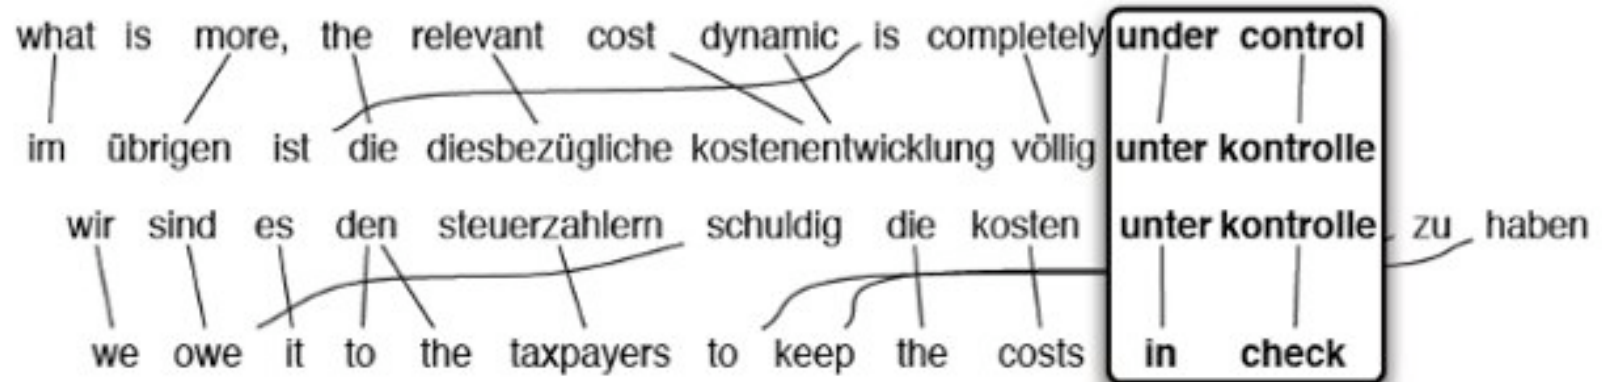 what is more, the relevant cost dynamic is completely under control
im übrigen ist die diesbezügliche kostenentwicklung völlig unter kontrolle
wir sind es den steuerzahlern schuldig die kosten unter kontrolle zu haben
we owe it to the taxpayers to keep the costs in check